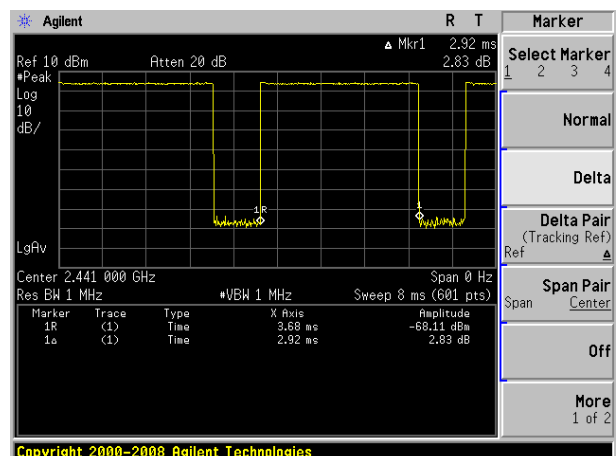 Agilent R T Marker
Δ Mkr1 2.92 ms
Ref 10 dBm Atten 20 dB 2.83 dB
#Peak
Log
10
dB/
1R
1
LgAv
Center 2.441 000 GHz Span 0 Hz
Res BW 1 MHz #VBW 1 MHz Sweep 8 ms (601 pts)
Marker Trace Type X Axis Amplitude
1R (1) Time 3.68 ms -68.11 dBm
1Δ (1) Time 2.92 ms 2.83 dB
Select Marker
1 2 3 4
Normal
Delta
Delta Pair
(Tracking Ref)
Ref Δ
Span Pair
Span Center
Off
More
1 of 2
Copyright 2000-2008 Agilent Technologies